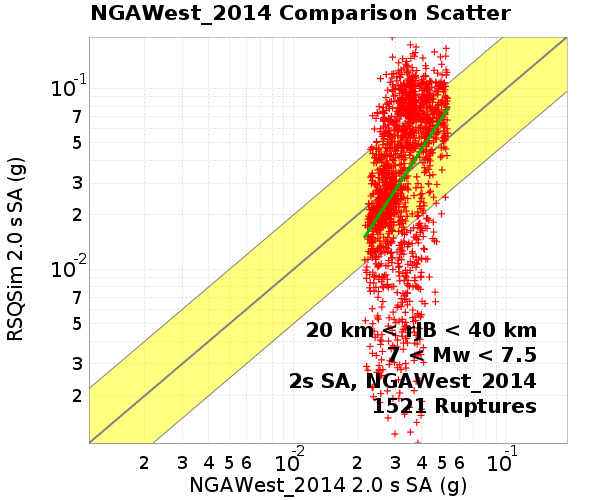 NGAWest_2014 Comparison Scatter
RSQSim 2.0 s SA (g)
10-1
7
5
3
2
10-2
7
5
3
2
20 km < rJB < 40 km
7 < Mw < 7.5
2s SA, NGAWest_2014
1521 Ruptures
2 3 4 5 6 10-2 2 3 4 5 6 10-1
NGAWest_2014 2.0 s SA (g)